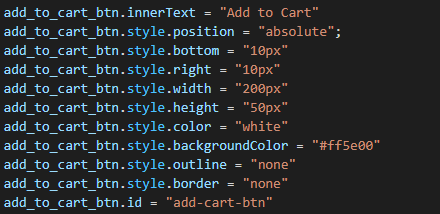 add_to_cart_btn.innerText = "Add to Cart"
add_to_cart_btn.style.position = "absolute";
add_to_cart_btn.style.bottom = "10px"
add_to_cart_btn.style.right = "10px"
add_to_cart_btn.style.width = "200px"
add_to_cart_btn.style.height = "50px"
add_to_cart_btn.style.color = "white"
add_to_cart_btn.style.backgroundColor = "#ff5e00"
add_to_cart_btn.style.outline = "none"
add_to_cart_btn.style.border = "none"
add_to_cart_btn.id = "add-cart-btn"